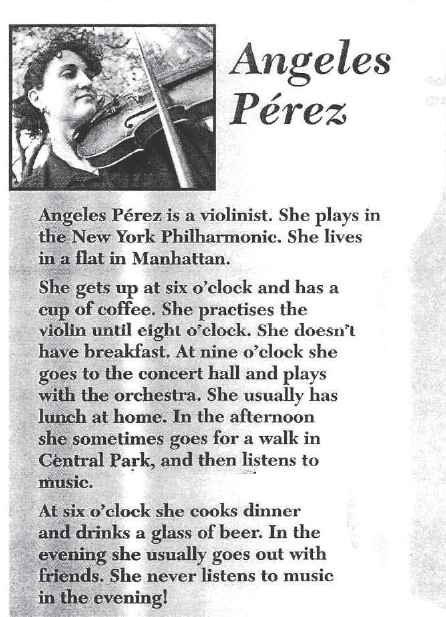 Angeles
Pérez
Angeles Pérez is a violinist. She plays in
the New York Philharmonic. She lives
in a flat in Manhattan.
She gets up at six o'clock and has a
cup of coffee. She practises the
violin until eight o'clock. She doesn't
have breakfast. At nine o'clock she
goes to the concert hall and plays
with the orchestra. She usually has
lunch at home. In the afternoon
she sometimes goes for a walk in
Central Park, and then listens to
music.
At six o'clock she cooks dinner
and drinks a glass of beer. In the
evening she usually goes out with
friends. She never listens to music
in the evening!